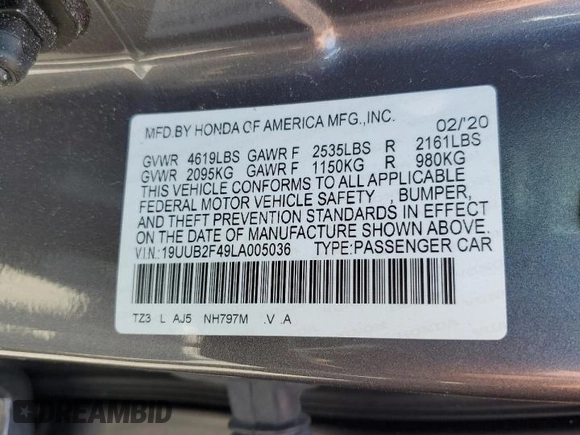 MFD.BY HONDA OF AMERICA MFG.,INC. 02/'20
GVWR 4619LBS GAWR F 2535LBS R 2161LBS
GVWR 2095KG GAWR F 1150KG R 980KG
THIS VEHICLE CONFORMS TO ALL APPLICABLE
FEDERAL MOTOR VEHICLE SAFETY , BUMPER,
AND THEFT PREVENTION STANDARDS IN EFFECT
ON THE DATE OF MANUFACTURE SHOWN ABOVE.
V.I.N.:19UUB2F49LA005036 TYPE:PASSENGER CAR
TZ3 L AJ5 NH797M .V .A
DREAMBID